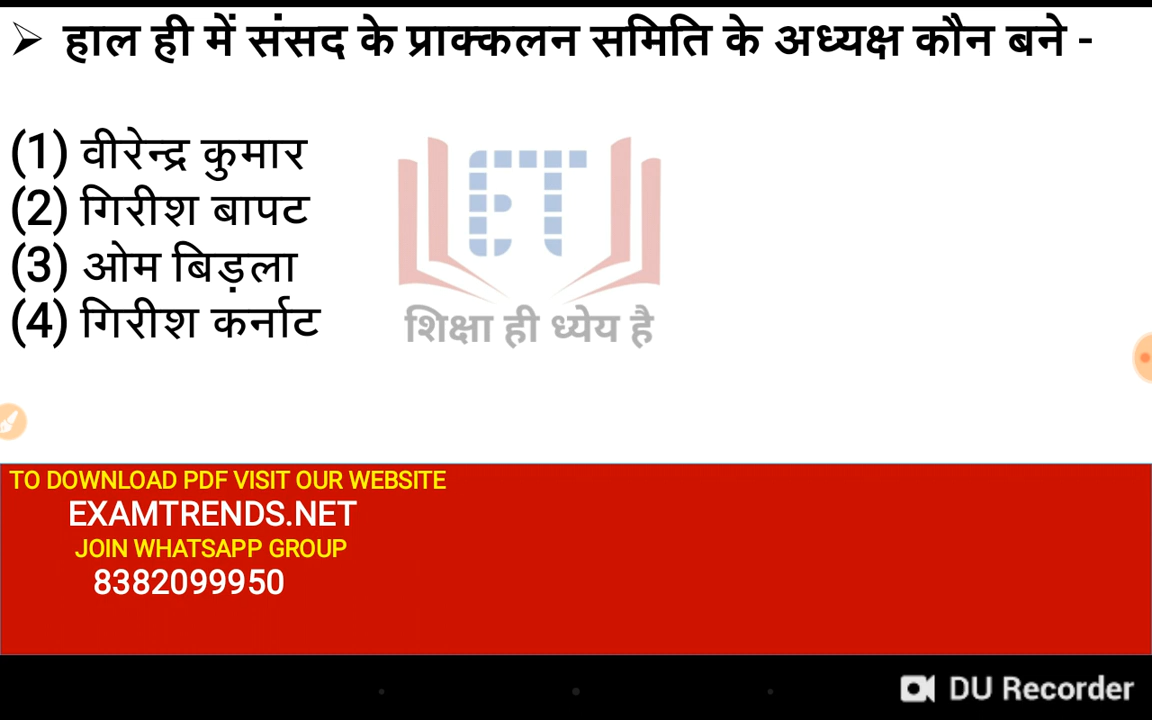 ➢ हाल ही में संसद के प्राक्कलन समिति के अध्यक्ष कौन बने -
(1) वीरेन्द्र कुमार
(2) गिरीश बापट
(3) ओम बिड़ला
(4) गिरीश कर्नाट
ET
शिक्षा ही ध्येय है
TO DOWNLOAD PDF VISIT OUR WEBSITE
EXAMTRENDS.NET
JOIN WHATSAPP GROUP
8382099950
DU Recorder